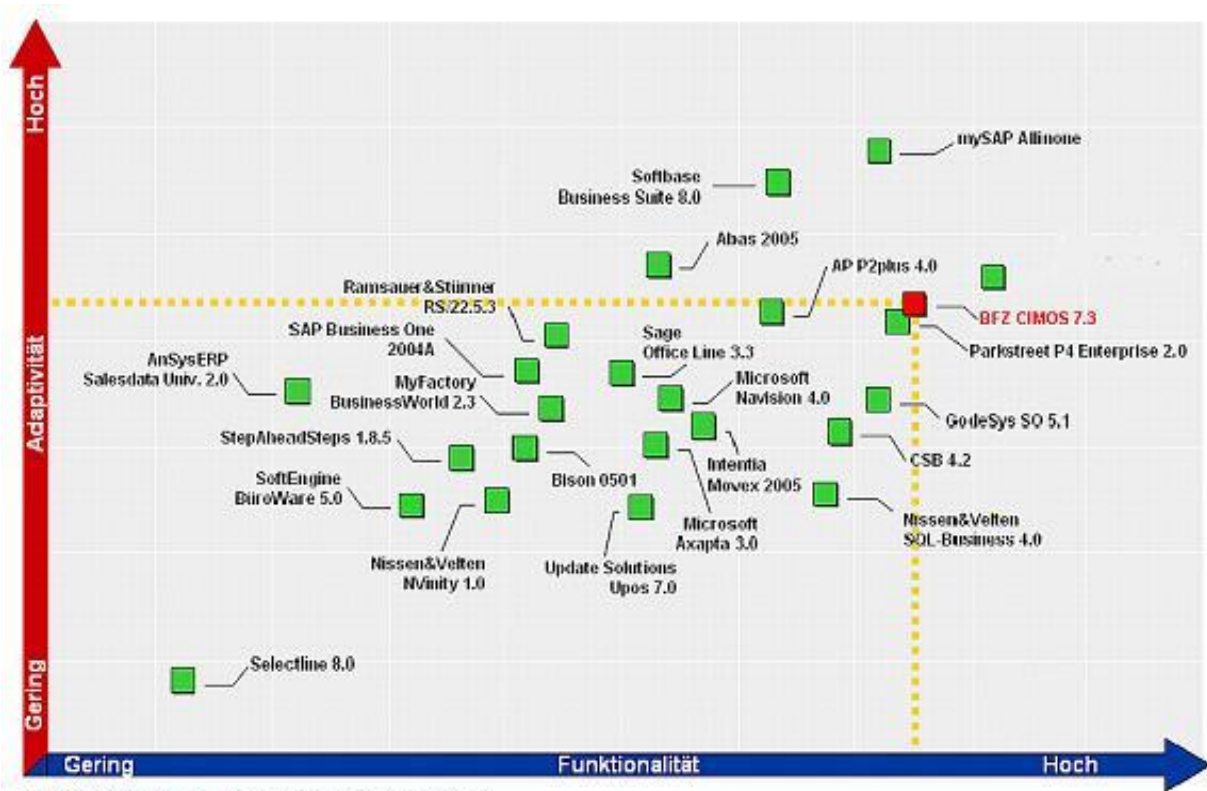 Hoch
mySAP Allinone
Softbase
Business Suite 8.0
Abas 2005
AP P2plus 4.0
Ramsauer&Stünner
RS/22.5.3
BFZ CIMOS 7.3
SAP Business One
2004A
Sage
Office Line 3.3
Parkstreet P4 Enterprise 2.0
Adaptivität
AnSysERP
Salesdata Univ. 2.0
MyFactory
BusinessWorld 2.3
Microsoft
Navision 4.0
GodeSys SO 5.1
StepAheadSteps 1.8.5
CSB 4.2
SoftEngine
BüroWare 5.0
Bison 0501
Intentia
Movex 2005
Microsoft
Axapta 3.0
Nissen&Velten
SQL-Business 4.0
Nissen&Velten
NVinity 1.0
Update Solutions
Upos 7.0
Selectline 8.0
Gering
Gering
Funktionalität
Hoch